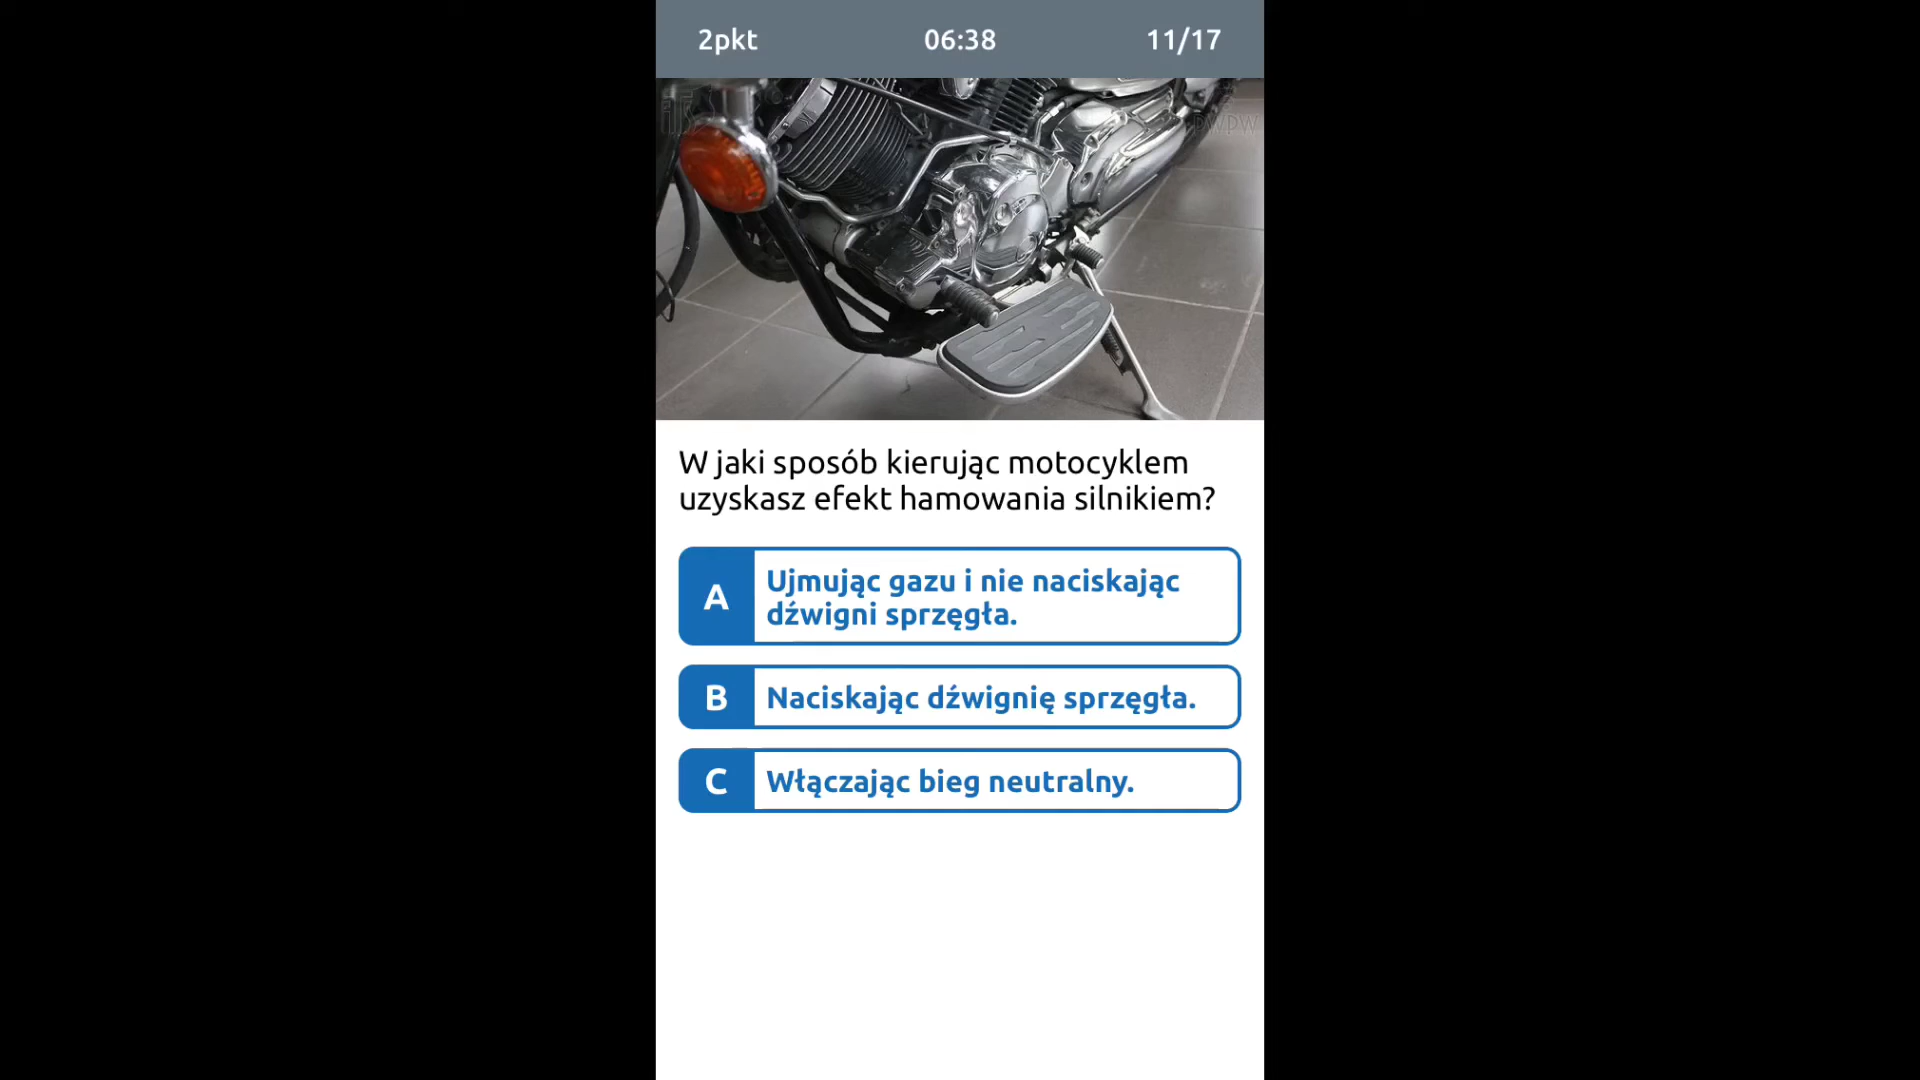 2pkt 06:38 11/17
PWPW
W jaki sposób kierując motocyklem
uzyskasz efekt hamowania silnikiem?
A Ujmując gazu i nie naciskając
dźwigni sprzęgła.
B Naciskając dźwignię sprzęgła.
C Włączając bieg neutralny.